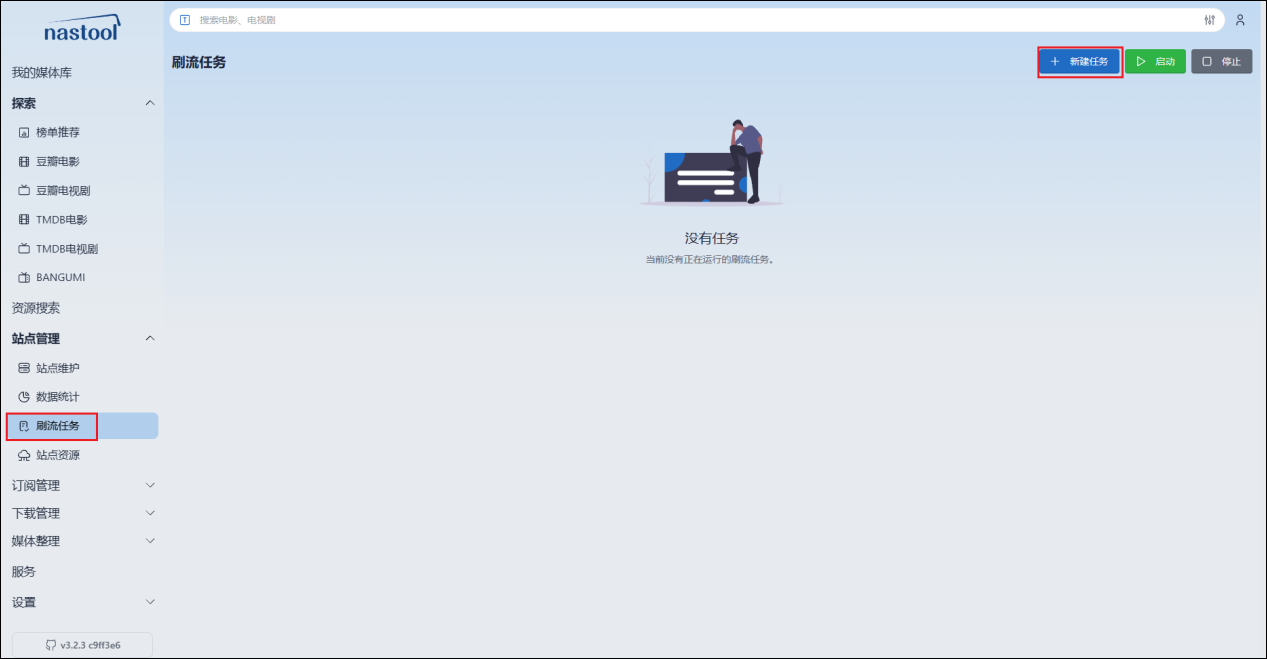 nastool
搜索电影、电视剧
我的媒体库
探索
榜单推荐
豆瓣电影
豆瓣电视剧
TMDB电影
TMDB电视剧
BANGUMI
资源搜索
站点管理
站点维护
数据统计
刷流任务
站点资源
订阅管理
下载管理
媒体整理
服务
设置
v3.2.3 c9ff3e6
刷流任务
新建任务
启动
停止
没有任务
当前没有正在运行的刷流任务。